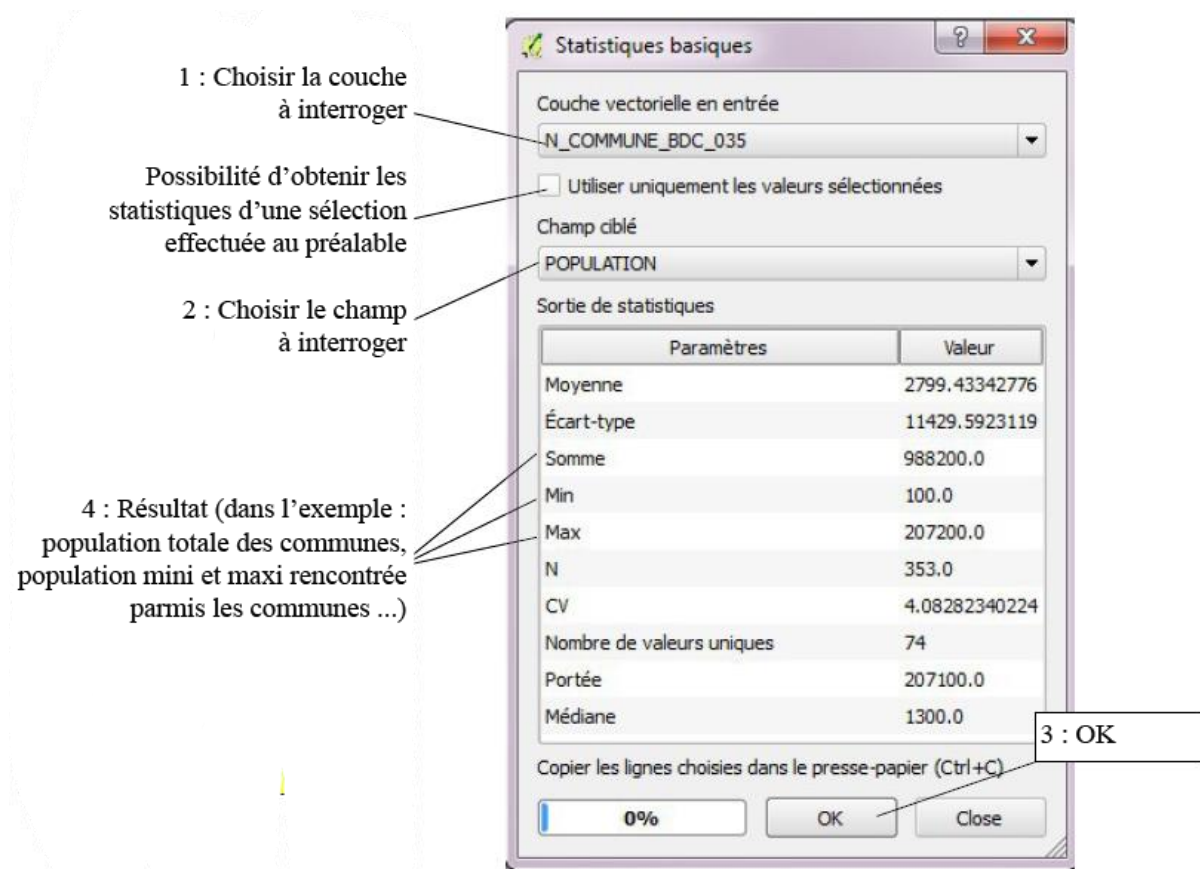 Statistiques basiques
1 : Choisir la couche
à interroger
Couche vectorielle en entrée
N_COMMUNE_BDC_035
Possibilité d'obtenir les
statistiques d'une sélection
effectuée au préalable
Utiliser uniquement les valeurs sélectionnées
Champ ciblé
POPULATION
2 : Choisir le champ
à interroger
Sortie de statistiques
Paramètres Valeur
Moyenne 2799.43342776
Écart-type 11429.5923119
Somme 988200.0
Min 100.0
Max 207200.0
N 353.0
CV 4.08282340224
Nombre de valeurs uniques 74
Portée 207100.0
Médiane 1300.0
4 : Résultat (dans l'exemple :
population totale des communes,
population mini et maxi rencontrée
parmis les communes ...)
3 : OK
Copier les lignes choisies dans le presse-papier (Ctrl+C)
0% OK Close